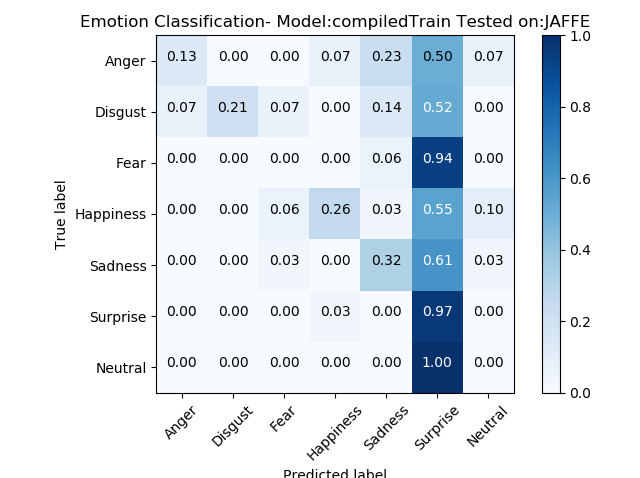 Emotion Classification- Model:compiledTrain Tested on:JAFFE
True label
Anger 0.13 0.00 0.00 0.07 0.23 0.50 0.07
Disgust 0.07 0.21 0.07 0.00 0.14 0.52 0.00
Fear 0.00 0.00 0.00 0.00 0.06 0.94 0.00
Happiness 0.00 0.00 0.06 0.26 0.03 0.55 0.10
Sadness 0.00 0.00 0.03 0.00 0.32 0.61 0.03
Surprise 0.00 0.00 0.00 0.03 0.00 0.97 0.00
Neutral 0.00 0.00 0.00 0.00 0.00 1.00 0.00
Anger Disgust Fear Happiness Sadness Surprise Neutral
Predicted label
1.0
0.8
0.6
0.4
0.2
0.0